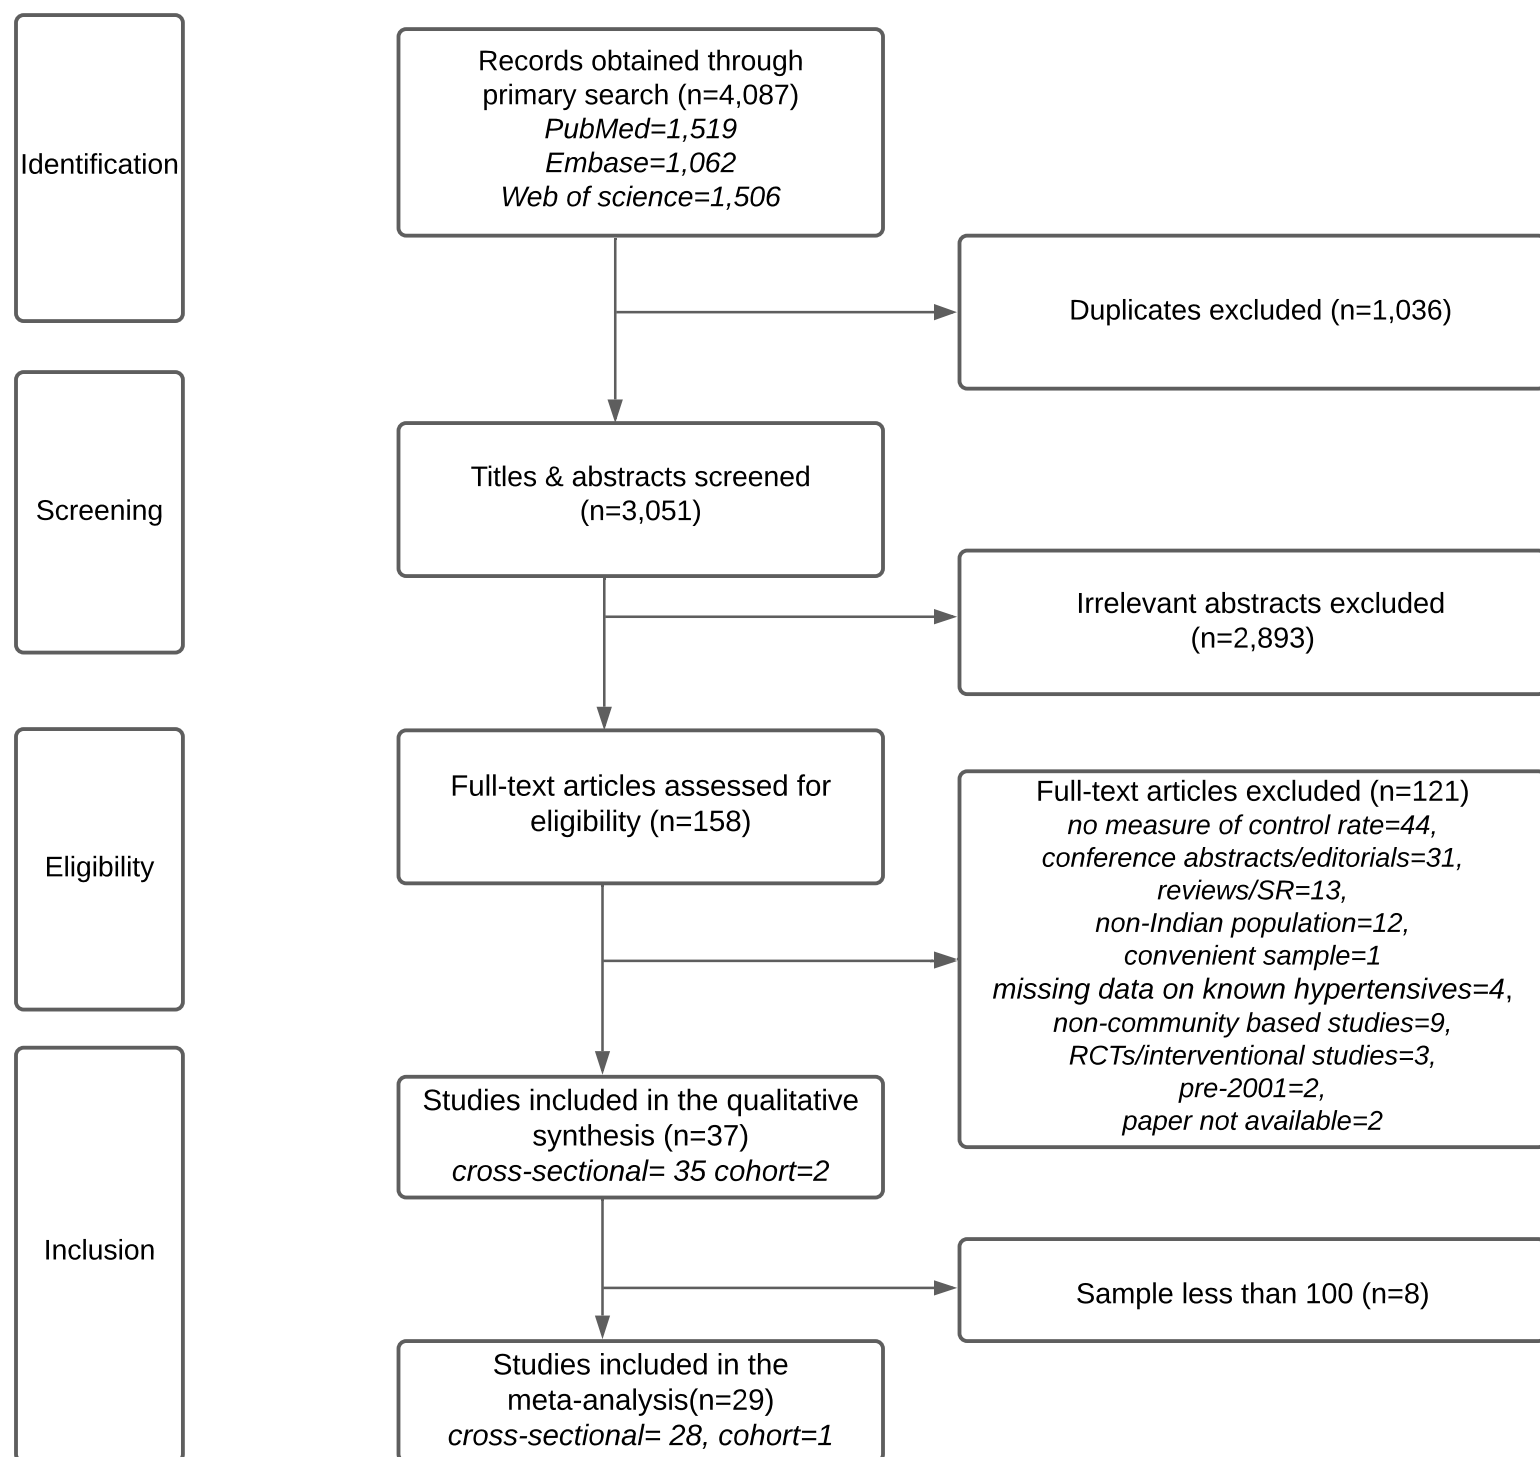 Identification
Records obtained through
primary search (n=4,087)
PubMed=1,519
Embase=1,062
Web of science=1,506
Duplicates excluded (n=1,036)
Screening
Titles & abstracts screened
(n=3,051)
Irrelevant abstracts excluded
(n=2,893)
Eligibility
Full-text articles assessed for
eligibility (n=158)
Full-text articles excluded (n=121)
no measure of control rate=44,
conference abstracts/editorials=31,
reviews/SR=13,
non-Indian population=12,
convenient sample=1
missing data on known hypertensives=4,
non-community based studies=9,
RCTs/interventional studies=3,
pre-2001=2,
paper not available=2
Inclusion
Studies included in the qualitative
synthesis (n=37)
cross-sectional= 35 cohort=2
Sample less than 100 (n=8)
Studies included in the
meta-analysis(n=29)
cross-sectional= 28, cohort=1